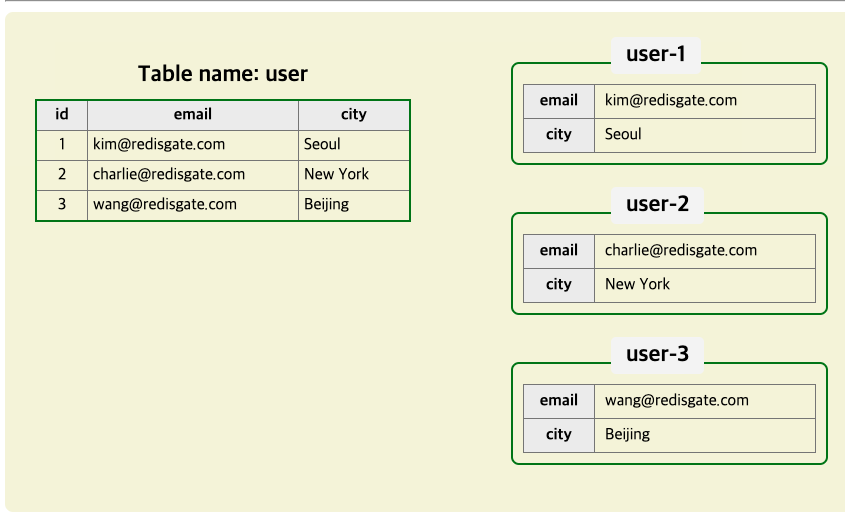 Table name: user
id email city
1 kim@redisgate.com Seoul
2 charlie@redisgate.com New York
3 wang@redisgate.com Beijing
user-1
email kim@redisgate.com
city Seoul
user-2
email charlie@redisgate.com
city New York
user-3
email wang@redisgate.com
city Beijing